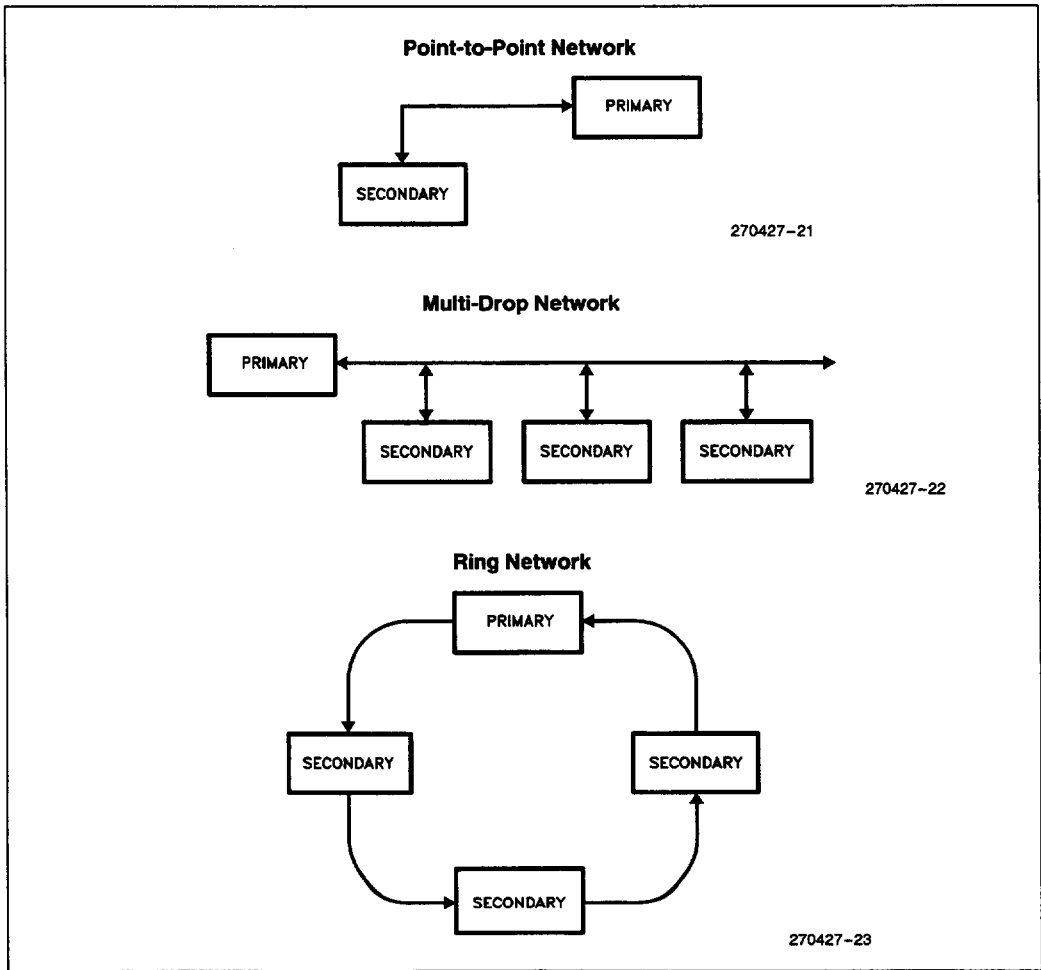 Point-to-Point Network
PRIMARY
SECONDARY
270427-21
Multi-Drop Network
PRIMARY
SECONDARY SECONDARY SECONDARY
270427-22
Ring Network
PRIMARY
SECONDARY SECONDARY
SECONDARY
270427-23